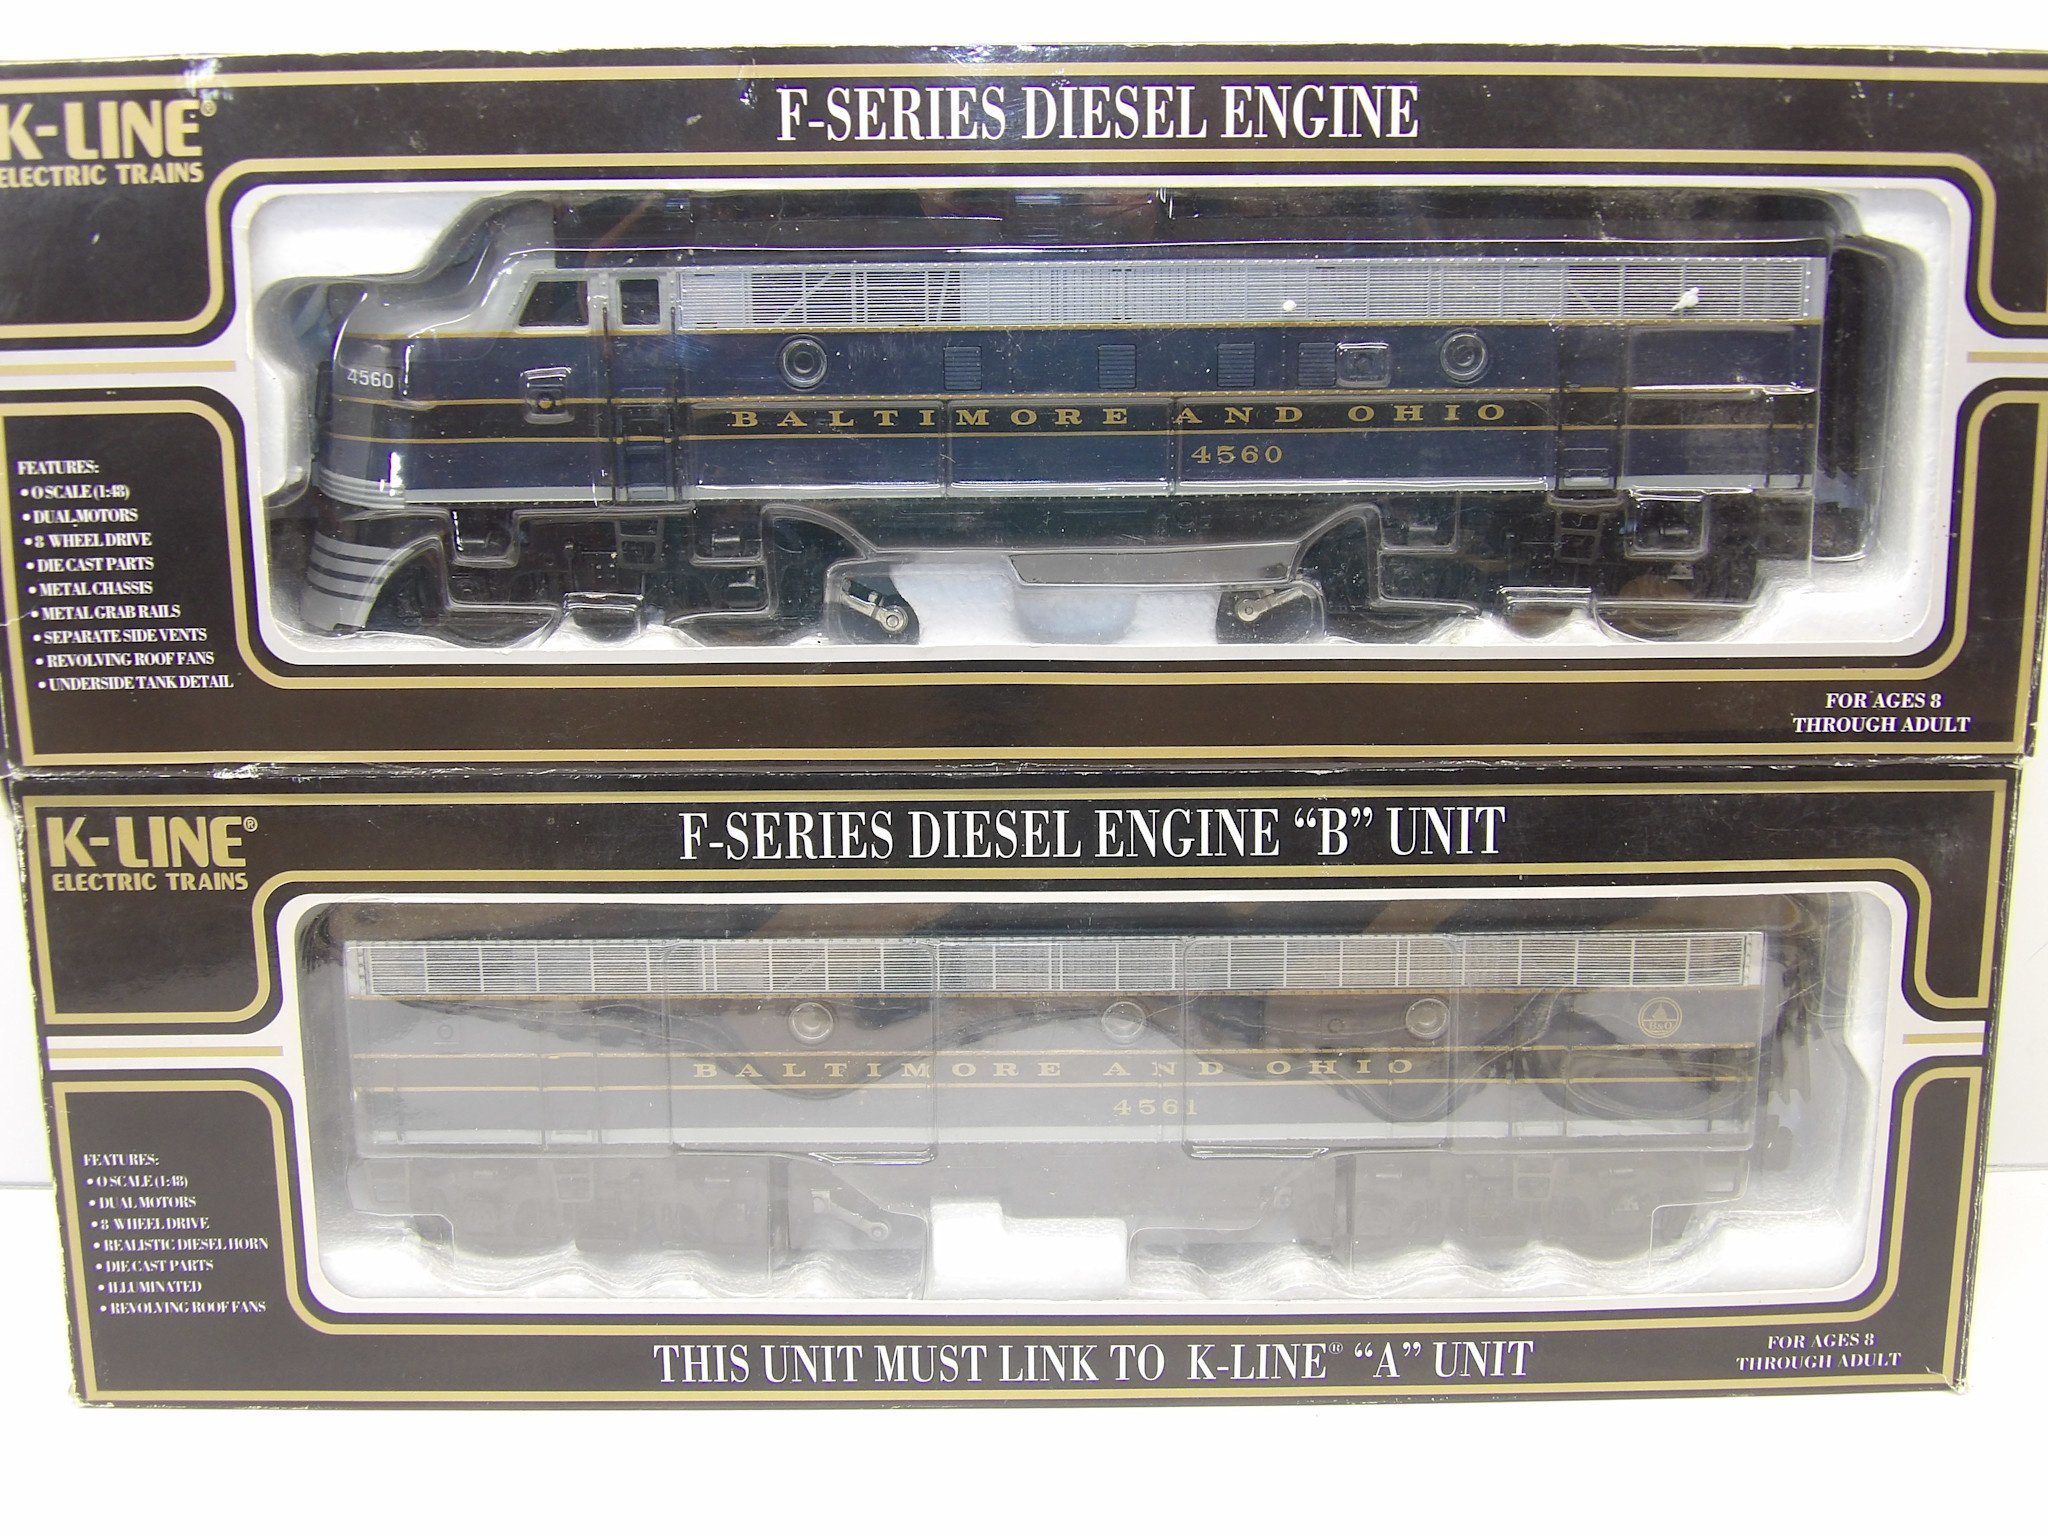 K-LINE®
ELECTRIC TRAINS
F-SERIES DIESEL ENGINE
4560
BALTIMORE AND OHIO
4560
FEATURES:
• O SCALE (1:48)
• DUAL MOTORS
• 8 WHEEL DRIVE
• DIE CAST PARTS
• METAL CHASSIS
• METAL GRAB RAILS
• SEPARATE SIDE VENTS
• REVOLVING ROOF FANS
• UNDERSIDE TANK DETAIL
FOR AGES 8
THROUGH ADULT
K-LINE®
ELECTRIC TRAINS
F-SERIES DIESEL ENGINE “B” UNIT
B&O
BALTIMORE AND OHIO
4561
FEATURES:
• O SCALE (1:48)
• DUAL MOTORS
• 8 WHEEL DRIVE
• REALISTIC DIESEL HORN
• DIE CAST PARTS
• ILLUMINATED
• REVOLVING ROOF FANS
THIS UNIT MUST LINK TO K-LINE® “A” UNIT
FOR AGES 8
THROUGH ADULT